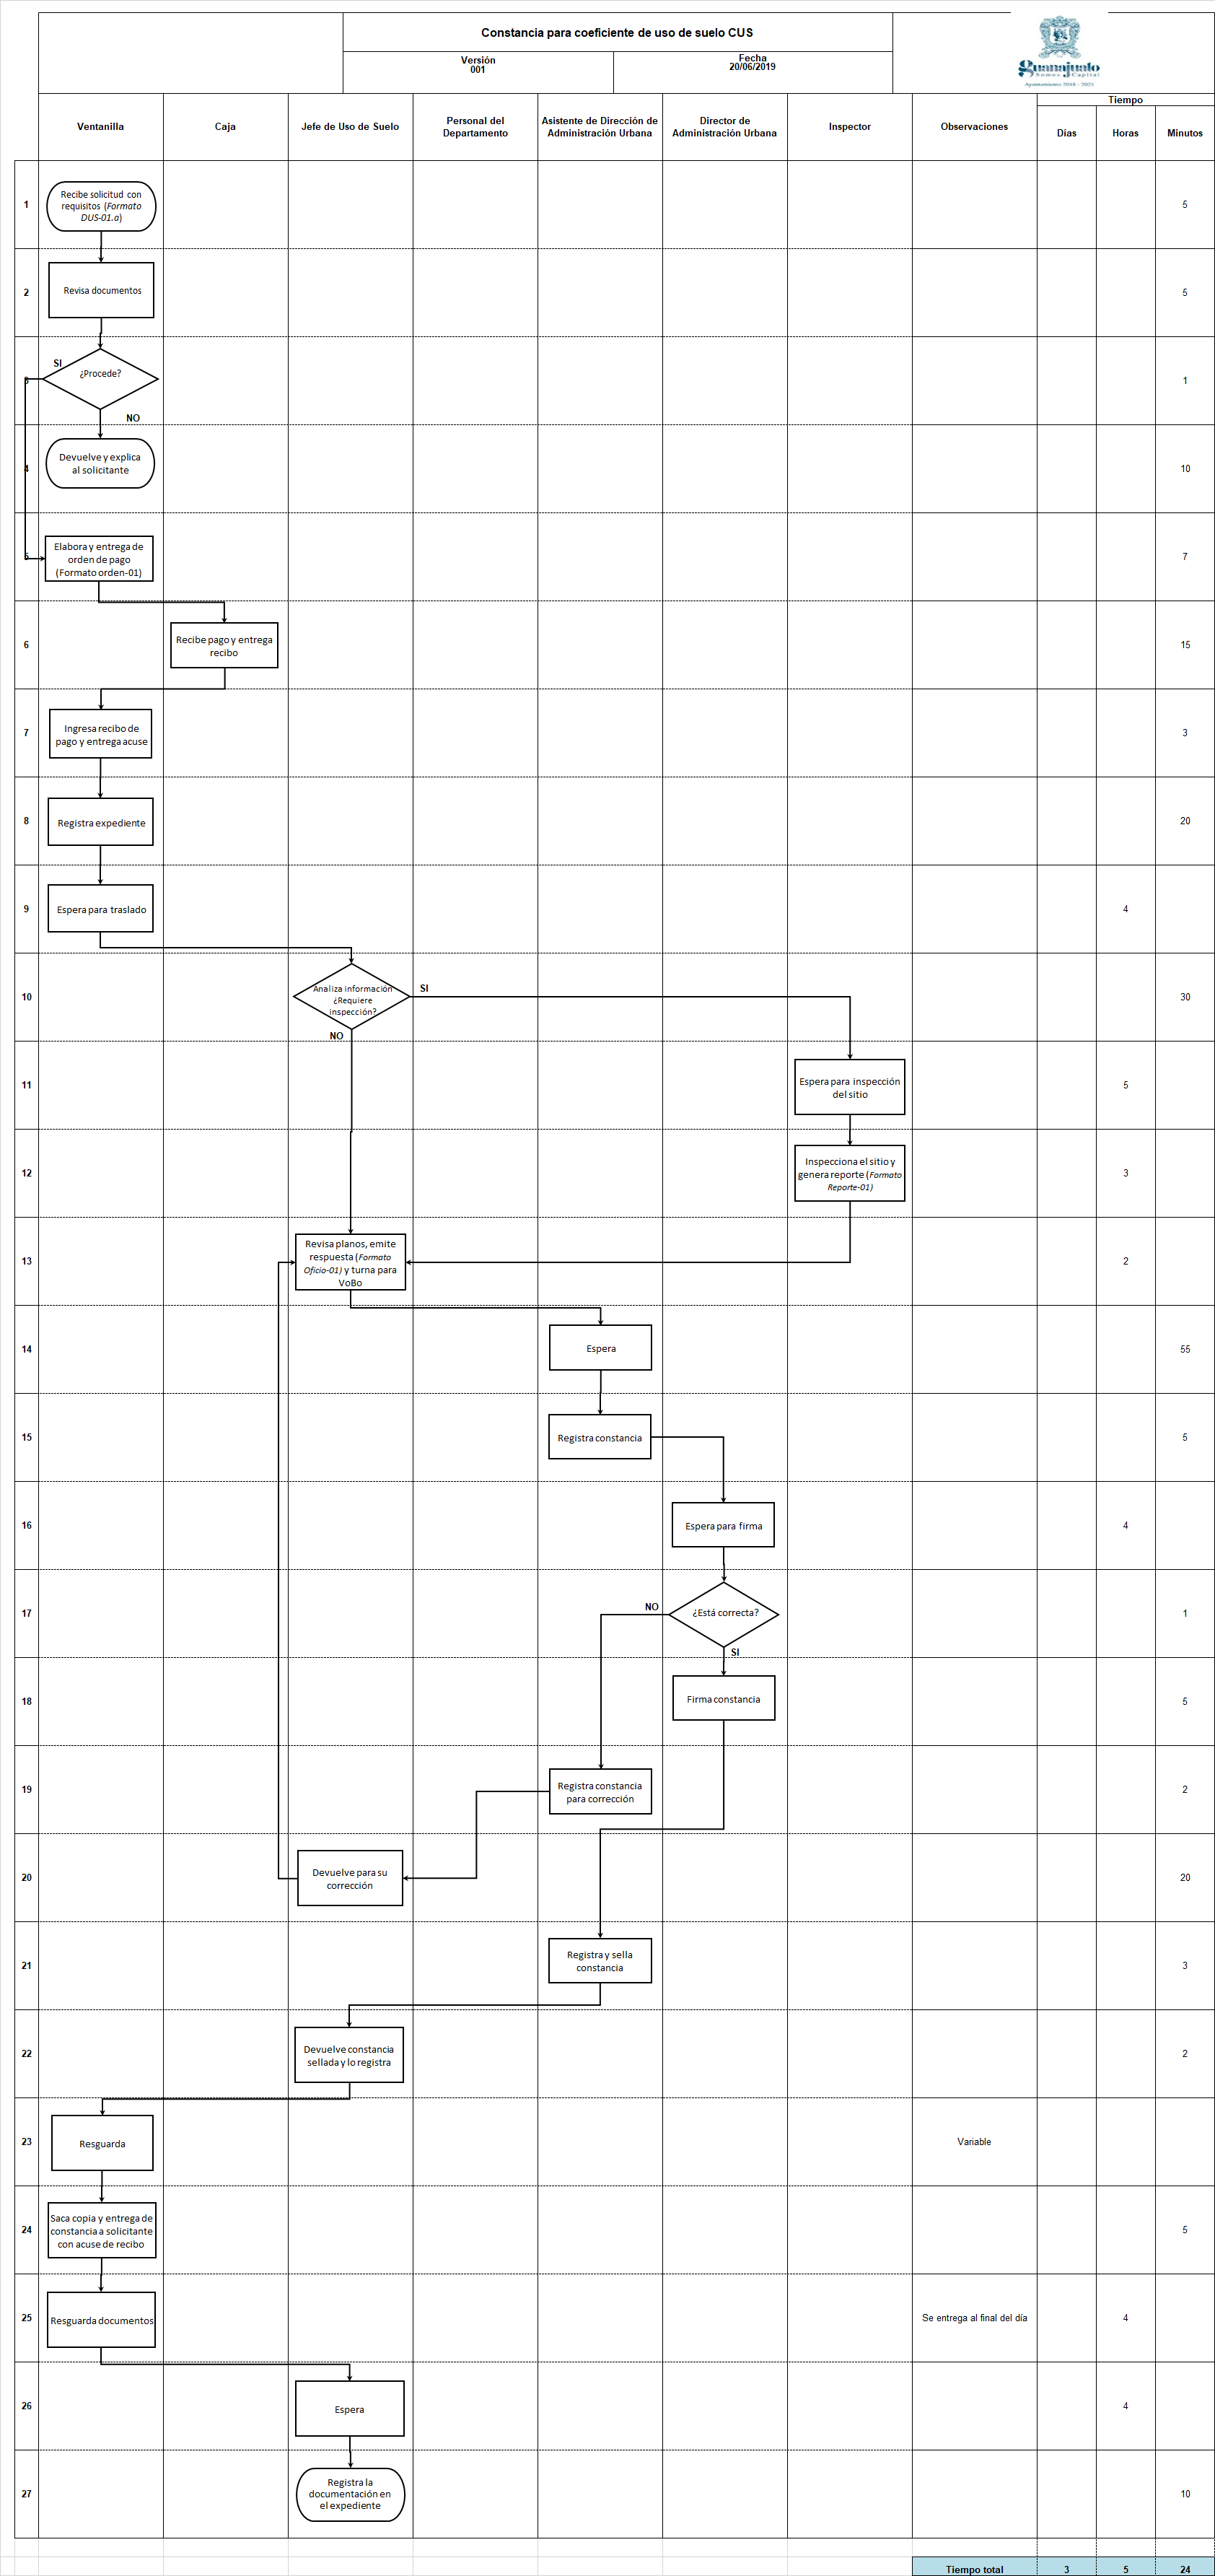 Constancia para coeficiente de uso de suelo CUS
Versión
001
Fecha
20/06/2019
Guanajuato
Somos Capital
Ayuntamiento 2018 - 2021
Tiempo
Ventanilla
Caja
Jefe de Uso de Suelo
Personal del
Departamento
Asistente de Dirección de
Administración Urbana
Director de
Administración Urbana
Inspector
Observaciones
Días
Horas
Minutos
1
Recibe solicitud con
requisitos (Formato
DUS-01.a)
5
2
Revisa documentos
5
3
SI
¿Procede?
NO
1
4
Devuelve y explica
al solicitante
10
5
Elabora y entrega de
orden de pago
(Formato orden-01)
7
6
Recibe pago y entrega
recibo
15
7
Ingresa recibo de
pago y entrega acuse
3
8
Registra expediente
20
9
Espera para traslado
4
10
Analiza información
¿Requiere
inspección?
SI
NO
30
11
Espera para inspección
del sitio
5
12
Inspecciona el sitio y
genera reporte (Formato
Reporte-01)
3
13
Revisa planos, emite
respuesta (Formato
Oficio-01) y turna para
VoBo
2
14
Espera
55
15
Registra constancia
5
16
Espera para firma
4
17
NO
¿Está correcta?
SI
1
18
Firma constancia
5
19
Registra constancia
para corrección
2
20
Devuelve para su
corrección
20
21
Registra y sella
constancia
3
22
Devuelve constancia
sellada y lo registra
2
23
Resguarda
Variable
24
Saca copia y entrega de
constancia a solicitante
con acuse de recibo
5
25
Resguarda documentos
Se entrega al final del día
4
26
Espera
4
27
Registra la
documentación en
el expediente
10
Tiempo total
3
5
24